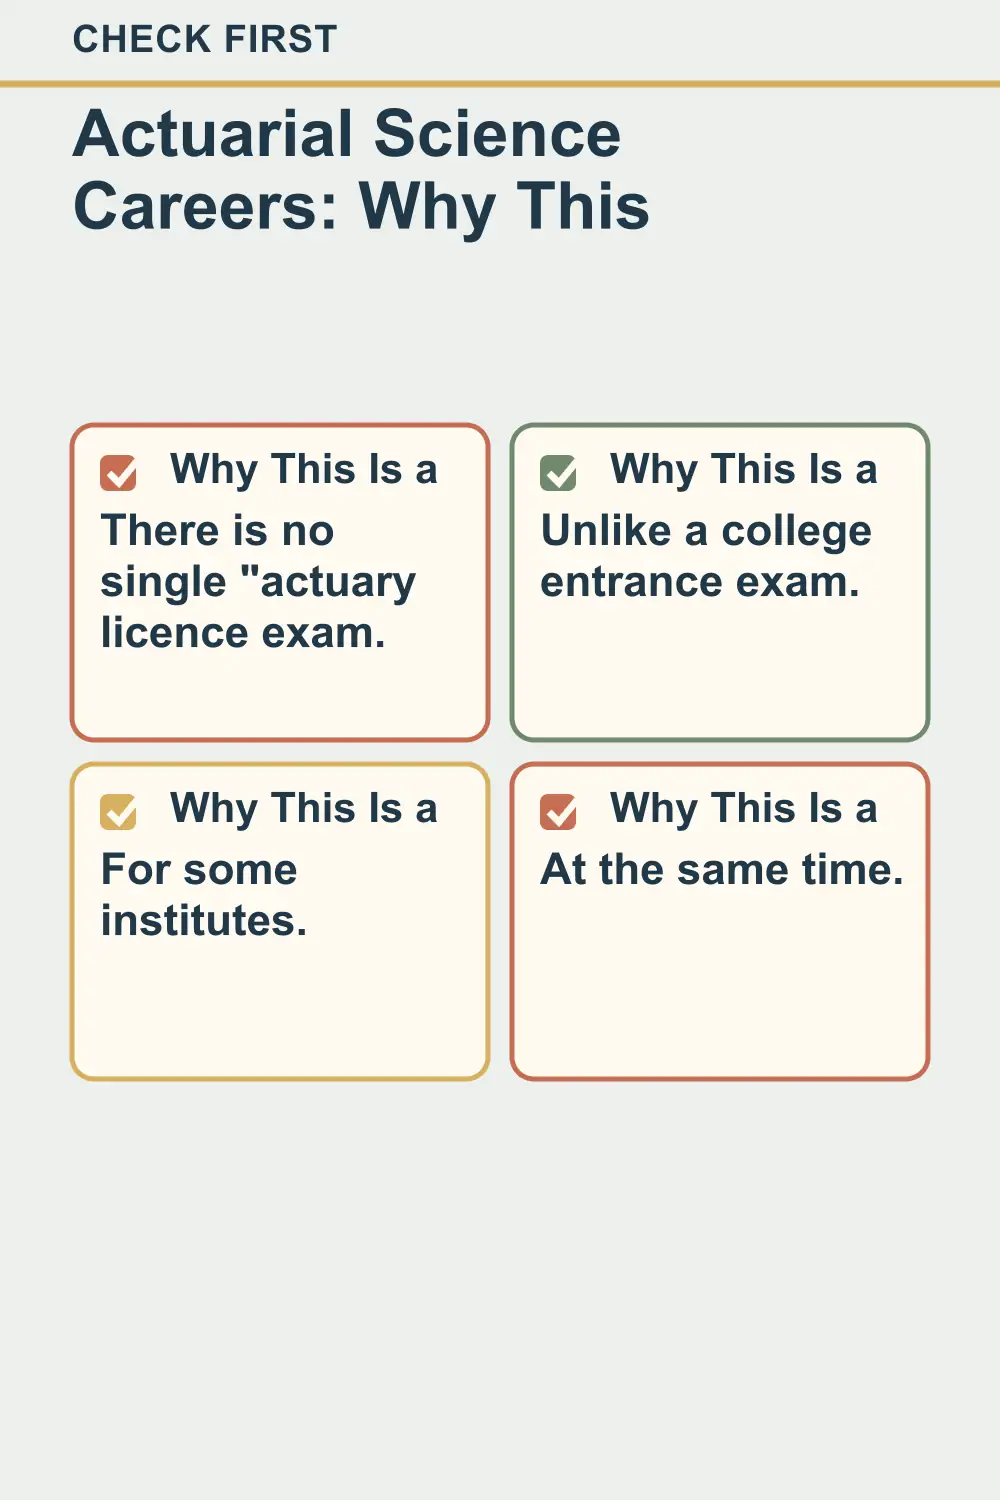 CHECK FIRST
Actuarial Science
Careers: Why This
Why This Is a
There is no
single "actuary
licence exam.
Why This Is a
Unlike a college
entrance exam.
Why This Is a
For some
institutes.
Why This Is a
At the same time.